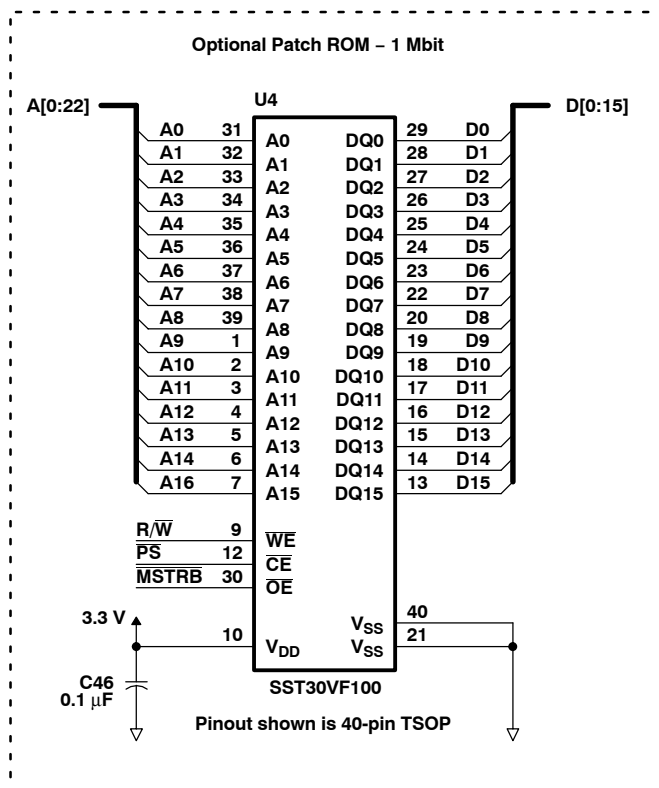 Optional Patch ROM – 1 Mbit
U4
A[0:22] D[0:15]
A0 31 A0 DQ0 29 D0
A1 32 A1 DQ1 28 D1
A2 33 A2 DQ2 27 D2
A3 34 A3 DQ3 26 D3
A4 35 A4 DQ4 25 D4
A5 36 A5 DQ5 24 D5
A6 37 A6 DQ6 23 D6
A7 38 A7 DQ7 22 D7
A8 39 A8 DQ8 20 D8
A9 1 A9 DQ9 19 D9
A10 2 A10 DQ10 18 D10
A11 3 A11 DQ11 17 D11
A12 4 A12 DQ12 16 D12
A13 5 A13 DQ13 15 D13
A14 6 A14 DQ14 14 D14
A16 7 A15 DQ15 13 D15
R/W̅ 9 W̅E̅
P̅S̅ 12 C̅E̅
M̅S̅T̅R̅B̅ 30 O̅E̅
3.3 V
VSS 40
10 VDD VSS 21
C46
0.1 μF
SST30VF100
Pinout shown is 40-pin TSOP